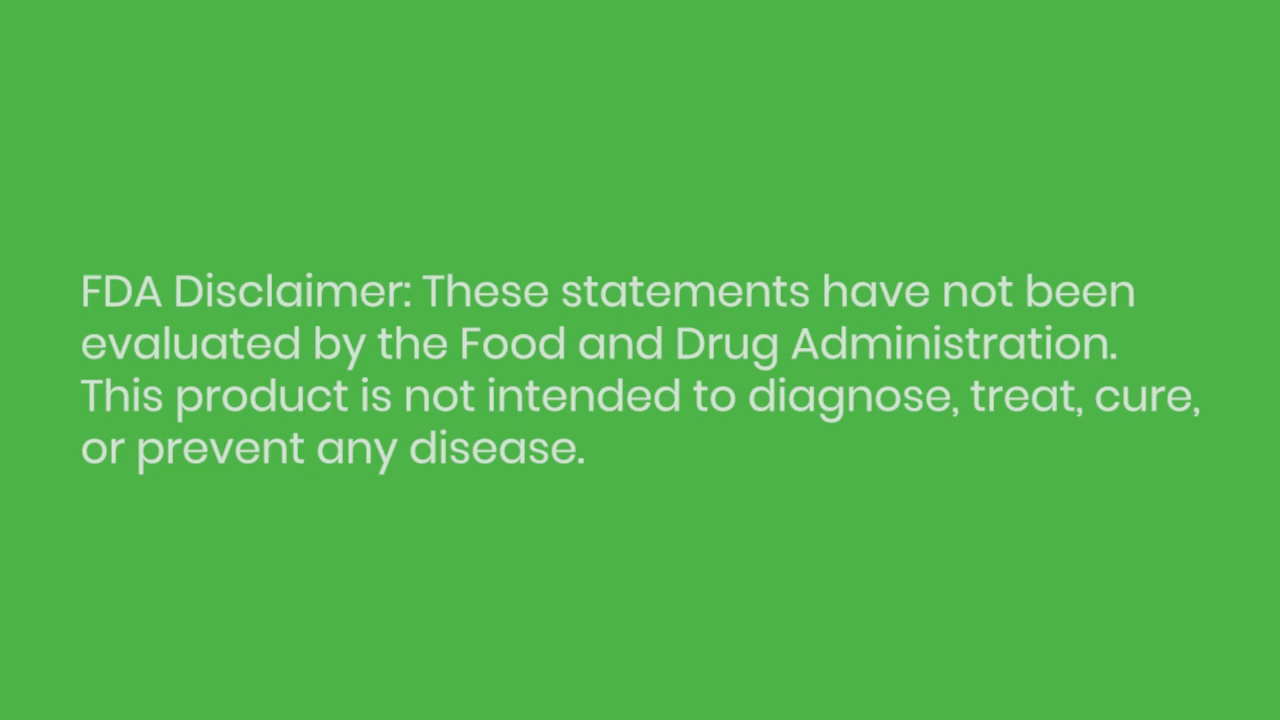 FDA Disclaimer: These statements have not been
evaluated by the Food and Drug Administration.
This product is not intended to diagnose, treat, cure,
or prevent any disease.